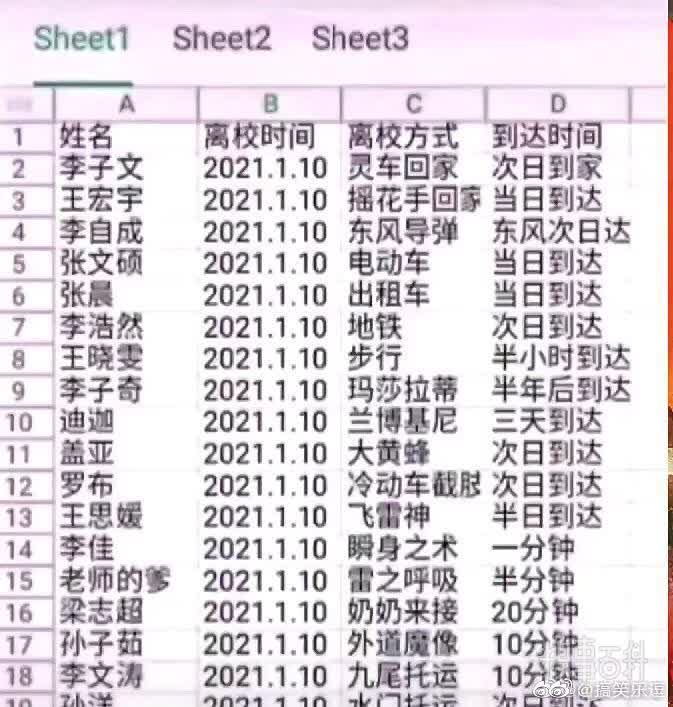 Sheet1 Sheet2 Sheet3
A B C D
1 姓名 离校时间 离校方式 到达时间
2 李子文 2021.1.10 灵车回家 次日到家
3 王宏宇 2021.1.10 摇花手回家 当日到达
4 李自成 2021.1.10 东风导弹 东风次日达
5 张文硕 2021.1.10 电动车 当日到达
6 张晨 2021.1.10 出租车 当日到达
7 李浩然 2021.1.10 地铁 次日到达
8 王晓雯 2021.1.10 步行 半小时到达
9 李子奇 2021.1.10 玛莎拉蒂 半年后到达
10 迪迦 2021.1.10 兰博基尼 三天到达
11 盖亚 2021.1.10 大黄蜂 次日到达
12 罗布 2021.1.10 冷动车截肢 次日到达
13 王思媛 2021.1.10 飞雷神 半日到达
14 李佳 2021.1.10 瞬身之术 一分钟
15 老师的爹 2021.1.10 雷之呼吸 半分钟
16 梁志超 2021.1.10 奶奶来接 20分钟
17 孙子茹 2021.1.10 外道魔像 10分钟
18 李文涛 2021.1.10 九尾托运 10分钟
孙洋 2021.1.10 水门托运 次日到达
@搞笑乐逗